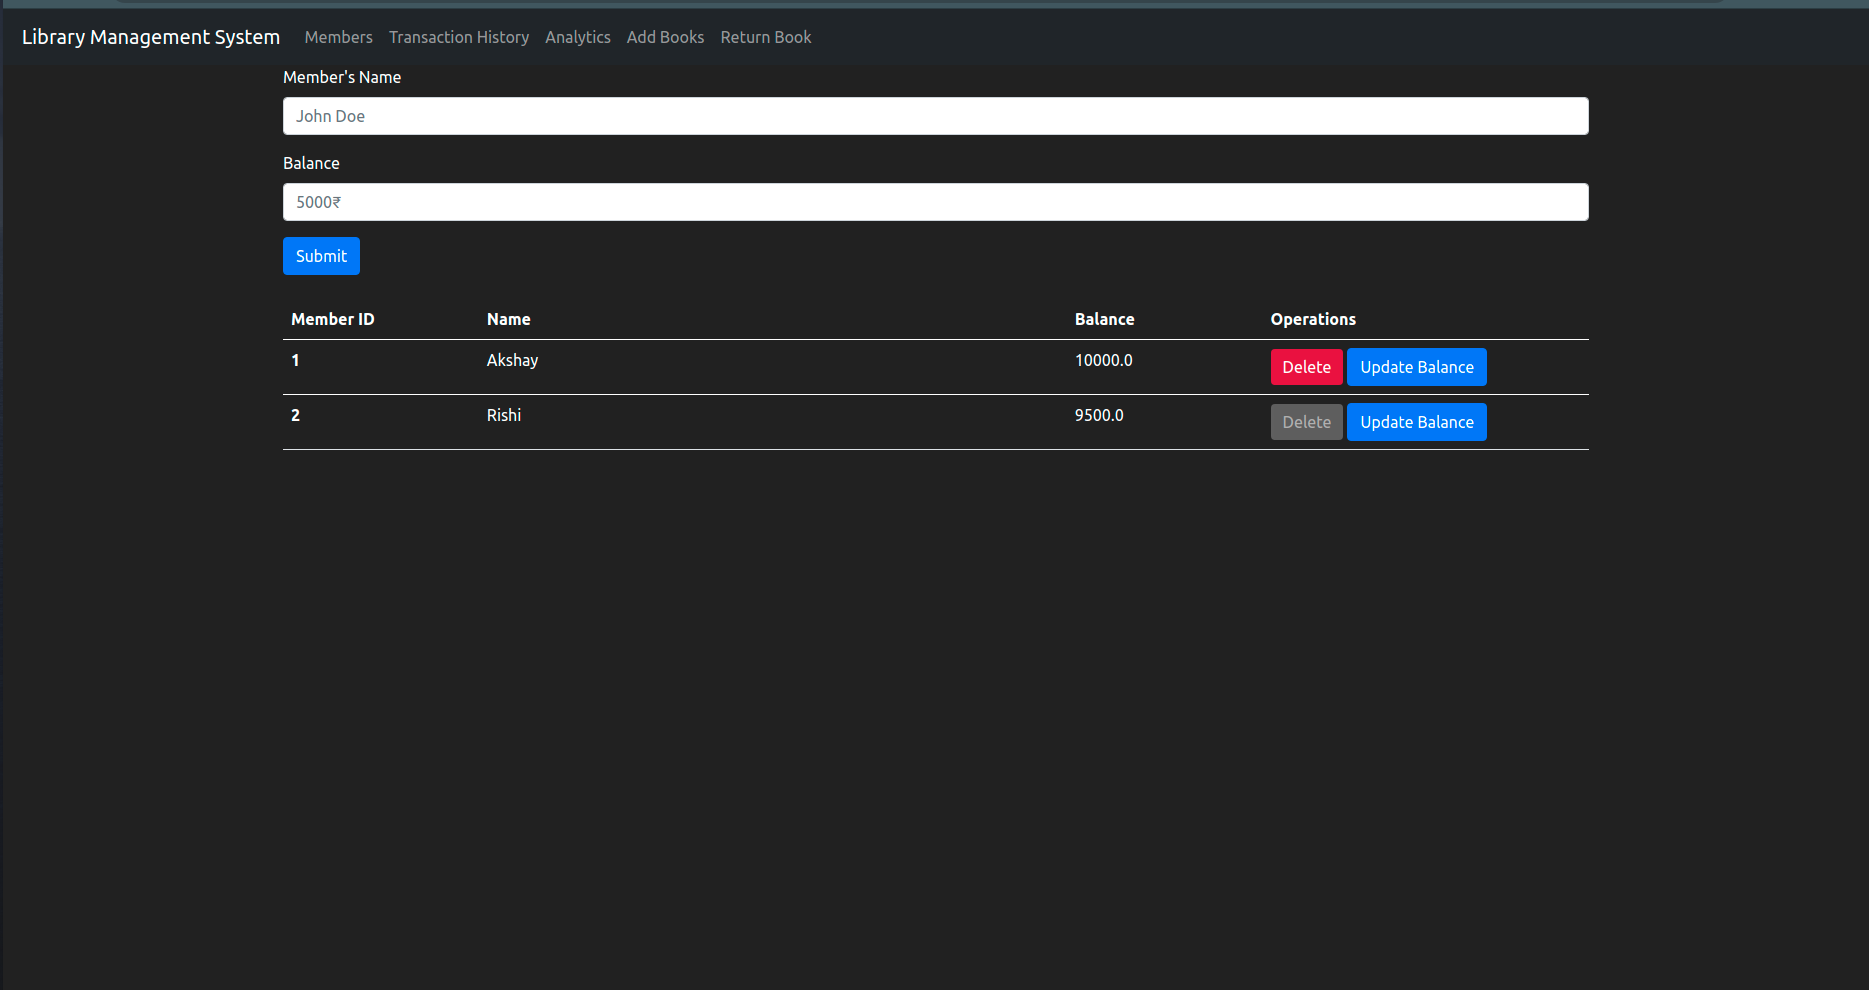 Library Management System Members Transaction History Analytics Add Books Return Book
Member's Name
John Doe
Balance
5000₹
Submit
Member ID Name Balance Operations
1 Akshay 10000.0 Delete Update Balance
2 Rishi 9500.0 Delete Update Balance